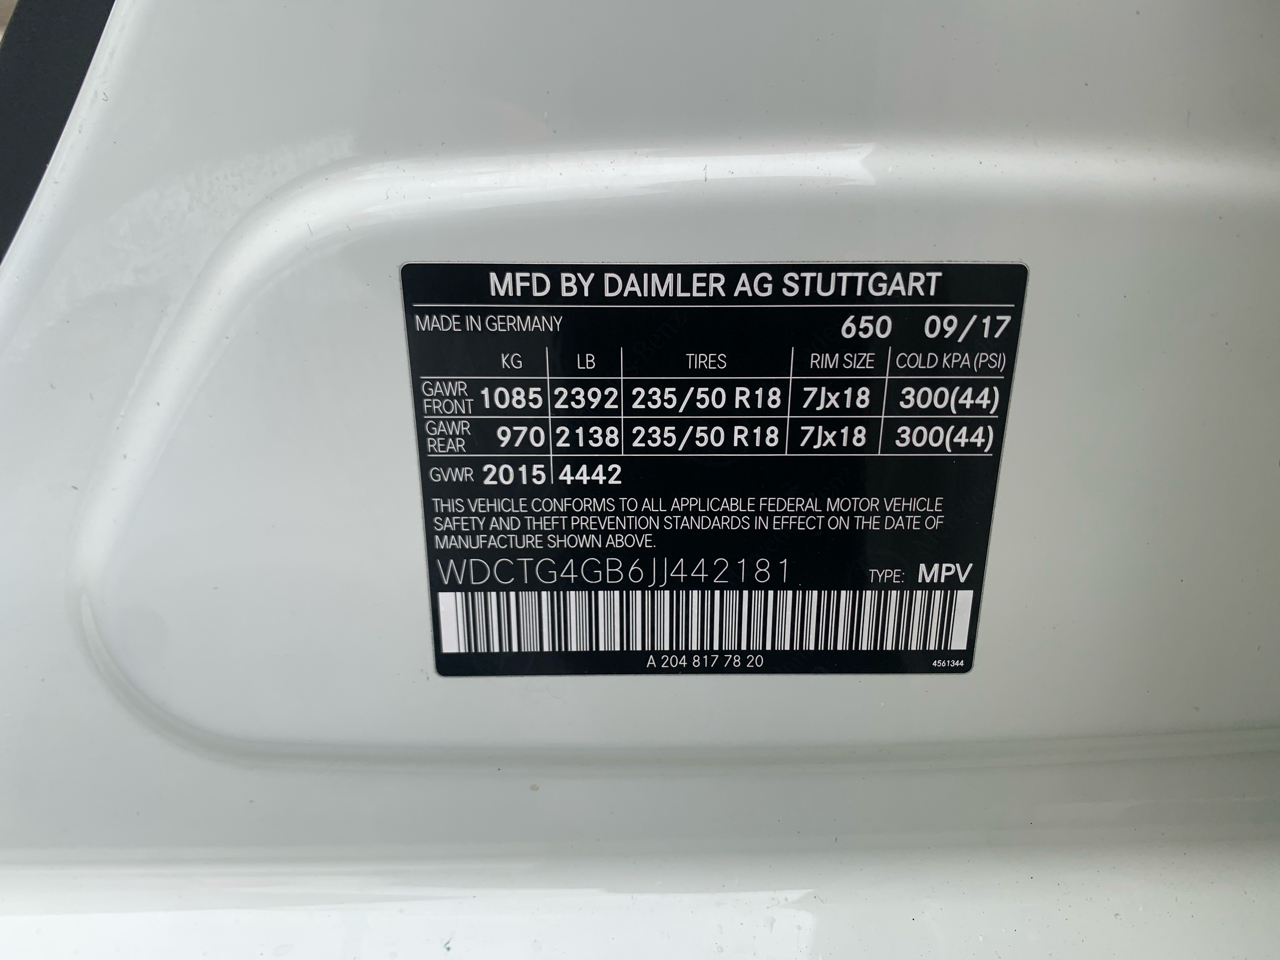 MFD BY DAIMLER AG STUTTGART
MADE IN GERMANY 650 09/17
KG LB TIRES RIM SIZE COLD KPA (PSI)
GAWR FRONT 1085 2392 235/50 R18 7Jx18 300(44)
GAWR REAR 970 2138 235/50 R18 7Jx18 300(44)
GVWR 2015 4442
THIS VEHICLE CONFORMS TO ALL APPLICABLE FEDERAL MOTOR VEHICLE
SAFETY AND THEFT PREVENTION STANDARDS IN EFFECT ON THE DATE OF
MANUFACTURE SHOWN ABOVE.
WDCTG4GB6JJ442181 TYPE: MPV
A 204 817 78 20 4561344